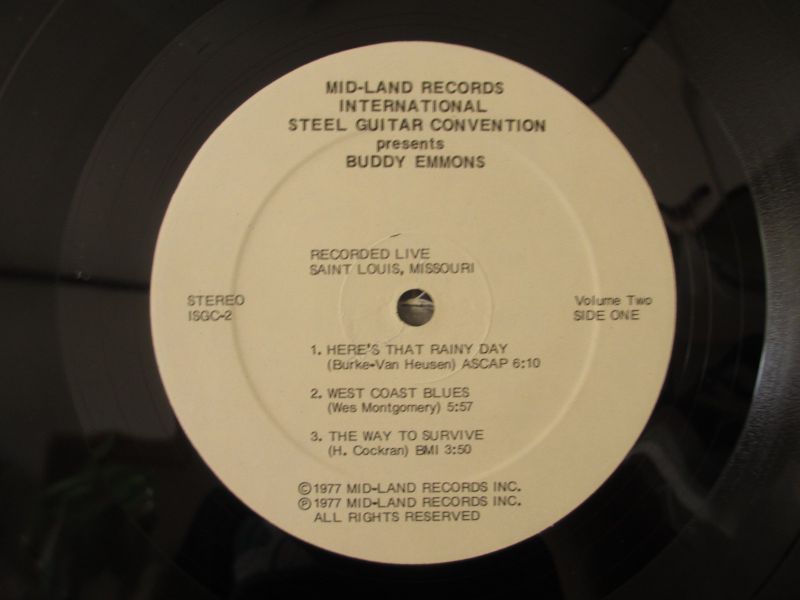 MID-LAND RECORDS
INTERNATIONAL
STEEL GUITAR CONVENTION
presents
BUDDY EMMONS
RECORDED LIVE
SAINT LOUIS, MISSOURI
STEREO
ISGC-2
Volume Two
SIDE ONE
1. HERE'S THAT RAINY DAY
(Burke-Van Heusen) ASCAP 6:10
2. WEST COAST BLUES
(Wes Montgomery) 5:57
3. THE WAY TO SURVIVE
(H. Cockran) BMI 3:50
©1977 MID-LAND RECORDS INC.
℗1977 MID-LAND RECORDS INC.
ALL RIGHTS RESERVED